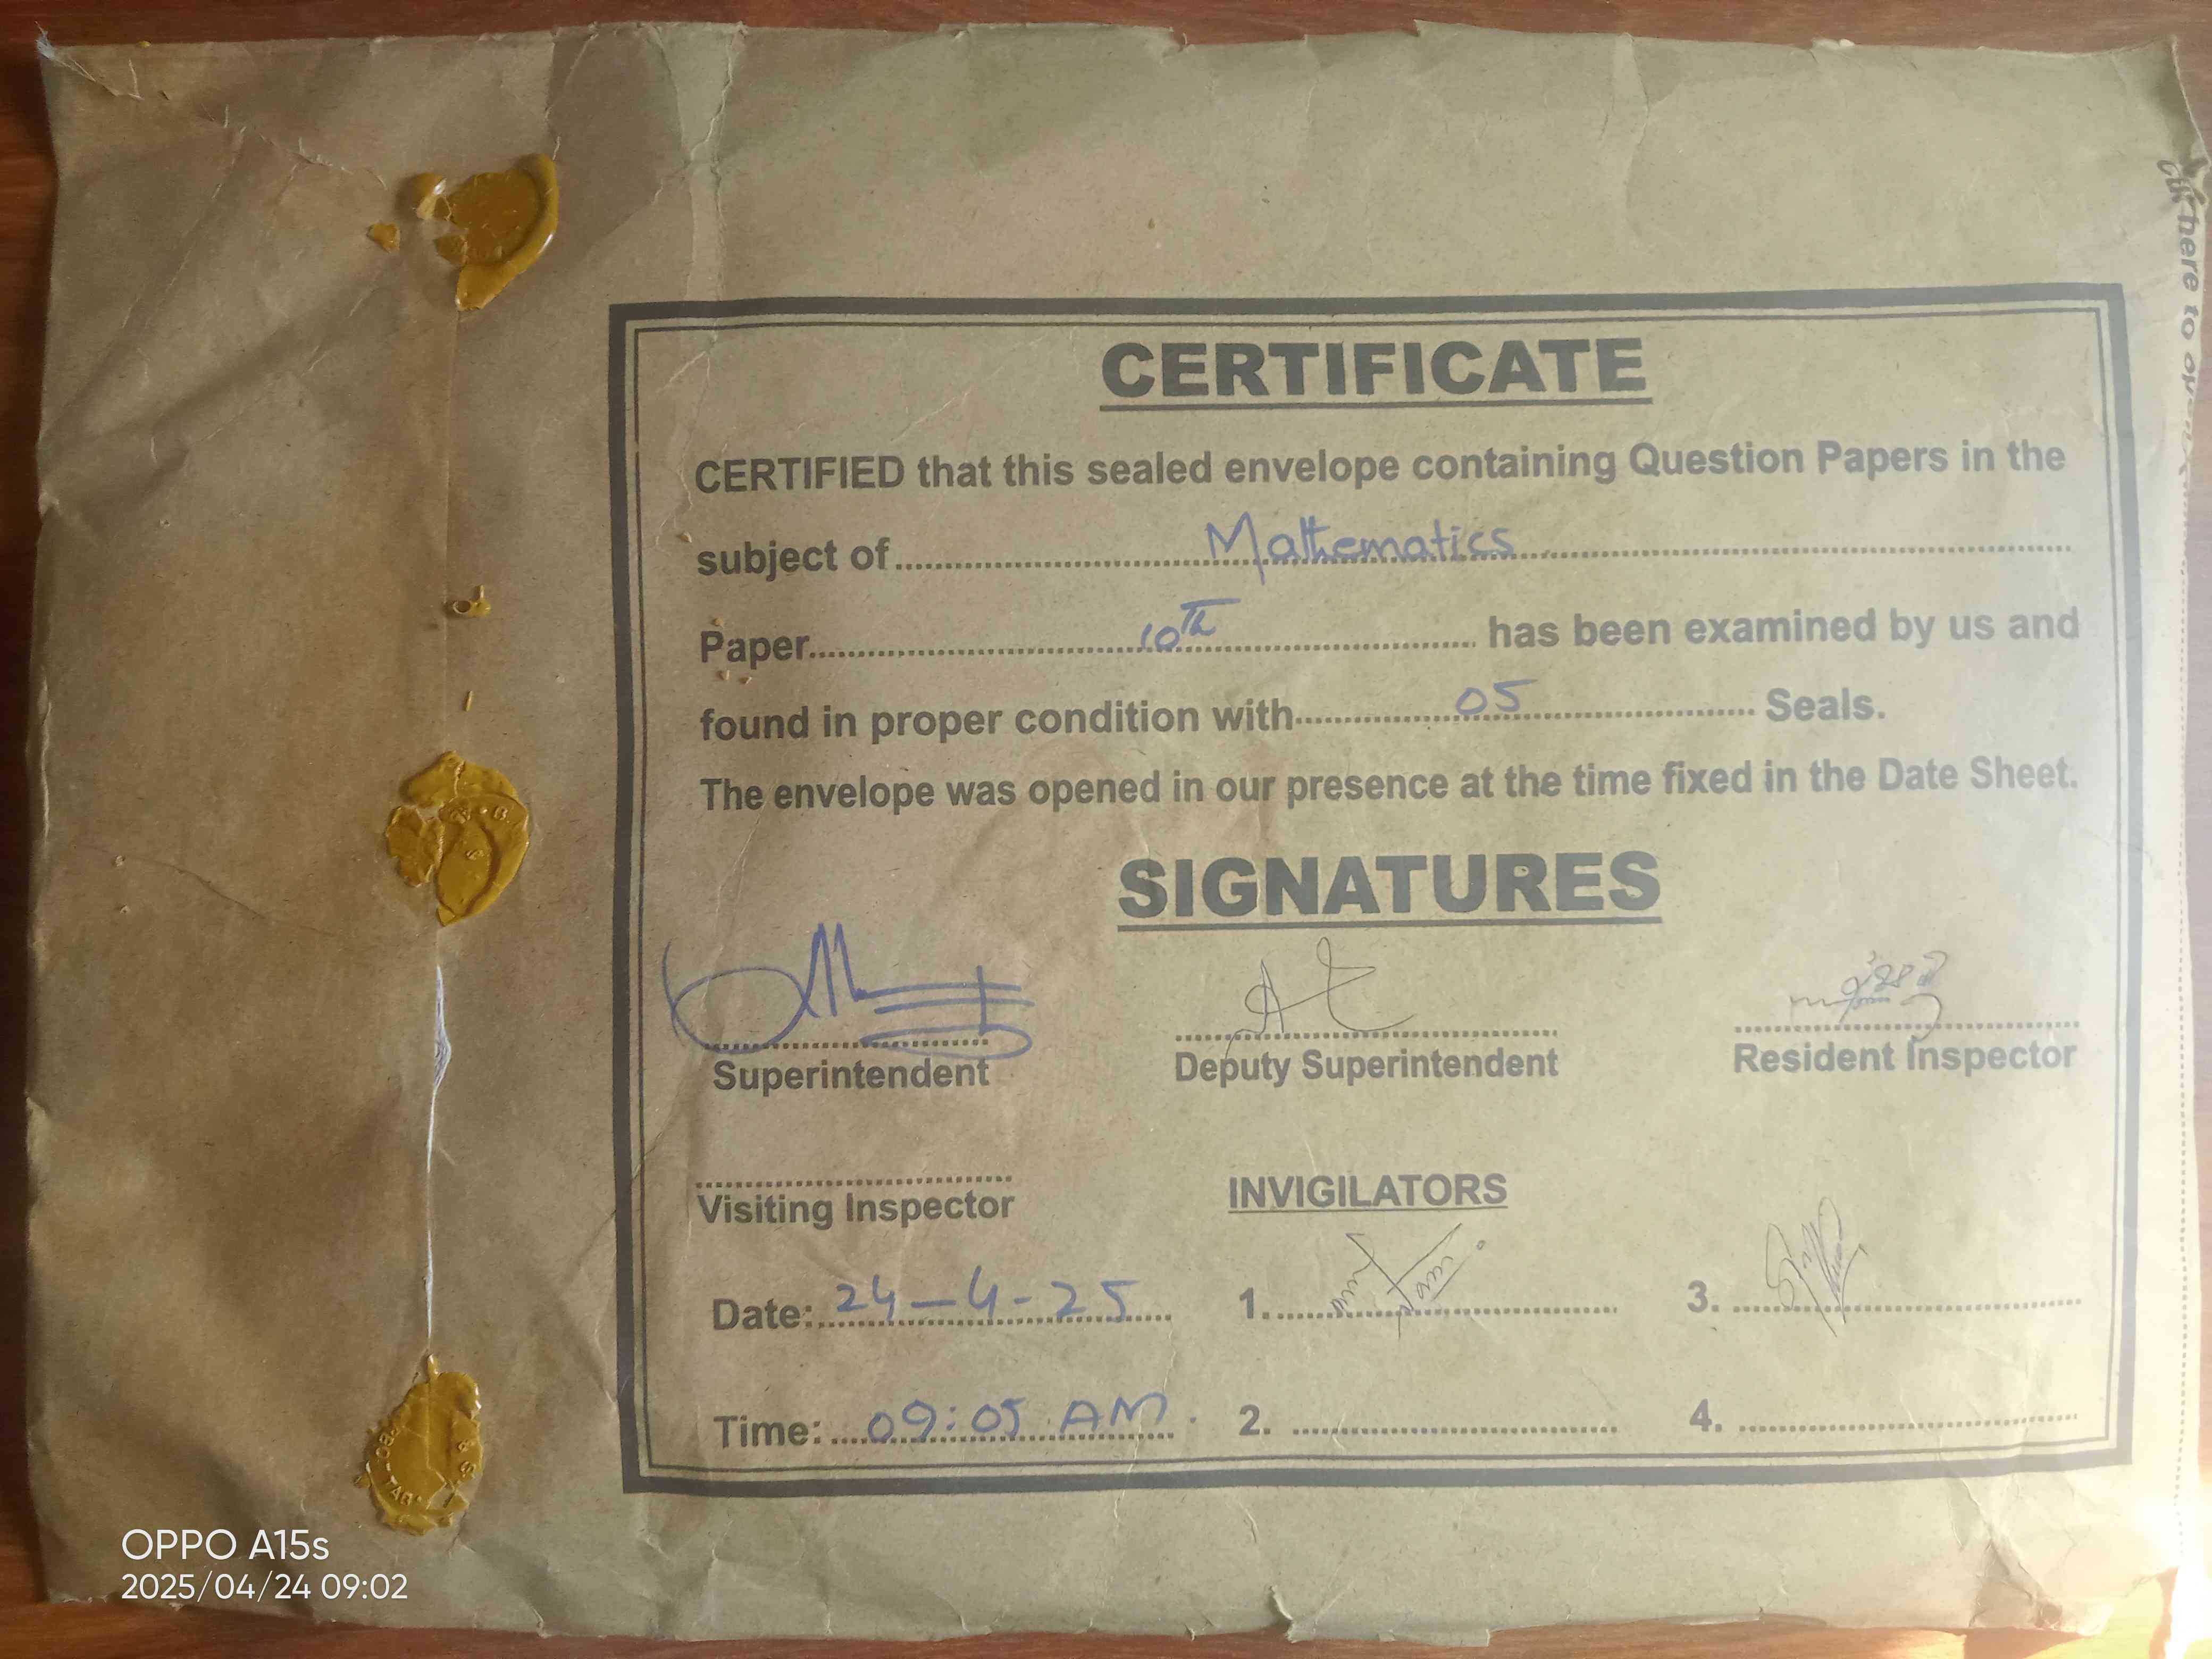 CERTIFICATE
CERTIFIED that this sealed envelope containing Question Papers in the
subject of Mathematics
Paper 10th has been examined by us and
found in proper condition with 05 Seals.
The envelope was opened in our presence at the time fixed in the Date Sheet.
SIGNATURES
Superintendent Deputy Superintendent Resident Inspector
Visiting Inspector INVIGILATORS
Date: 24-4-25 1. 3.
Time: 09:05 AM. 2. 4.
here to open
OPPO A15s
2025/04/24 09:02